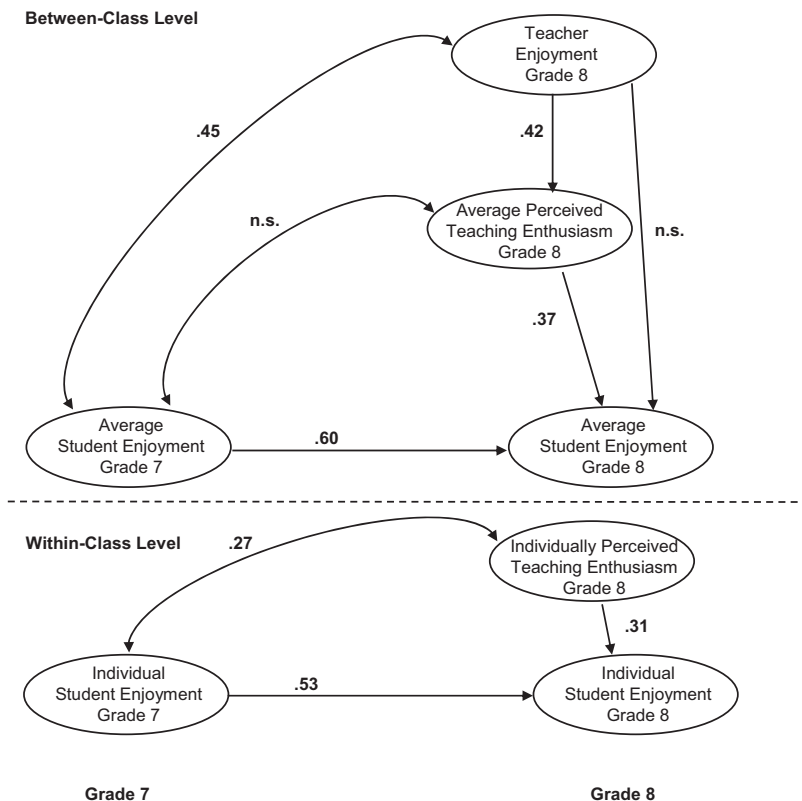 Between-Class Level
Teacher
Enjoyment
Grade 8
.45
.42
n.s.
Average Perceived
Teaching Enthusiasm
Grade 8
n.s.
.37
Average
Student Enjoyment
Grade 7
.60
Average
Student Enjoyment
Grade 8
Within-Class Level
.27
Individually Perceived
Teaching Enthusiasm
Grade 8
.31
Individual
Student Enjoyment
Grade 7
.53
Individual
Student Enjoyment
Grade 8
Grade 7
Grade 8